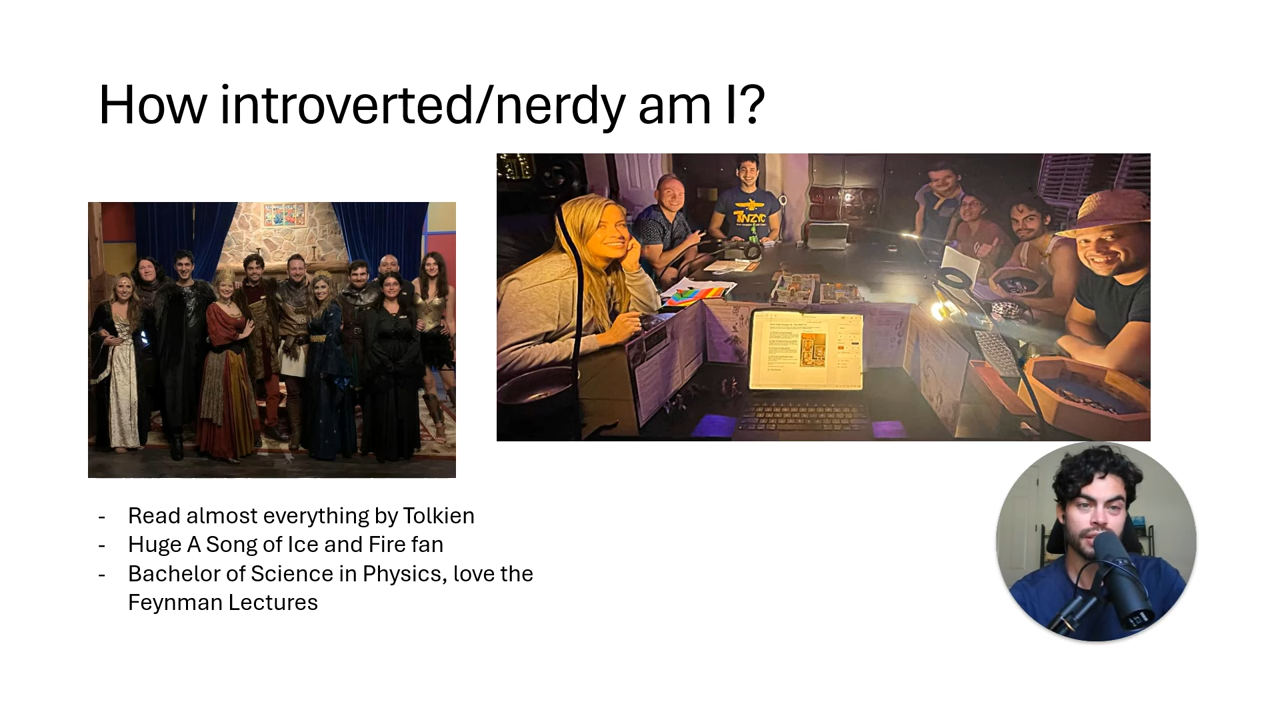 How introverted/nerdy am I?
TNZYC
- Read almost everything by Tolkien
- Huge A Song of Ice and Fire fan
- Bachelor of Science in Physics, love the
Feynman Lectures